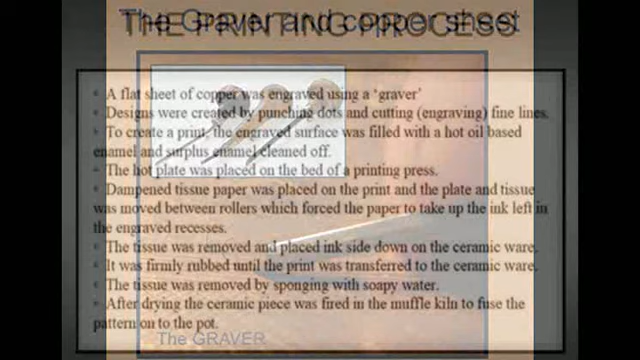 The Graver and copper sheet
THE PRINTING PROCESS
• A flat sheet of copper was engraved using a ‘graver’
• Designs were created by punching dots and cutting (engraving) fine lines.
• To create a print, the engraved surface was filled with a hot oil based
enamel and surplus enamel cleaned off.
• The hot plate was placed on the bed of a printing press.
• Dampened tissue paper was placed on the print and the plate and tissue
was moved between rollers which forced the paper to take up the ink left in
the engraved recesses.
• The tissue was removed and placed ink side down on the ceramic ware.
• It was firmly rubbed until the print was transferred to the ceramic ware.
• The tissue was removed by sponging with soapy water.
• After drying the ceramic piece was fired in the muffle kiln to fuse the
pattern on to the pot.
The GRAVER